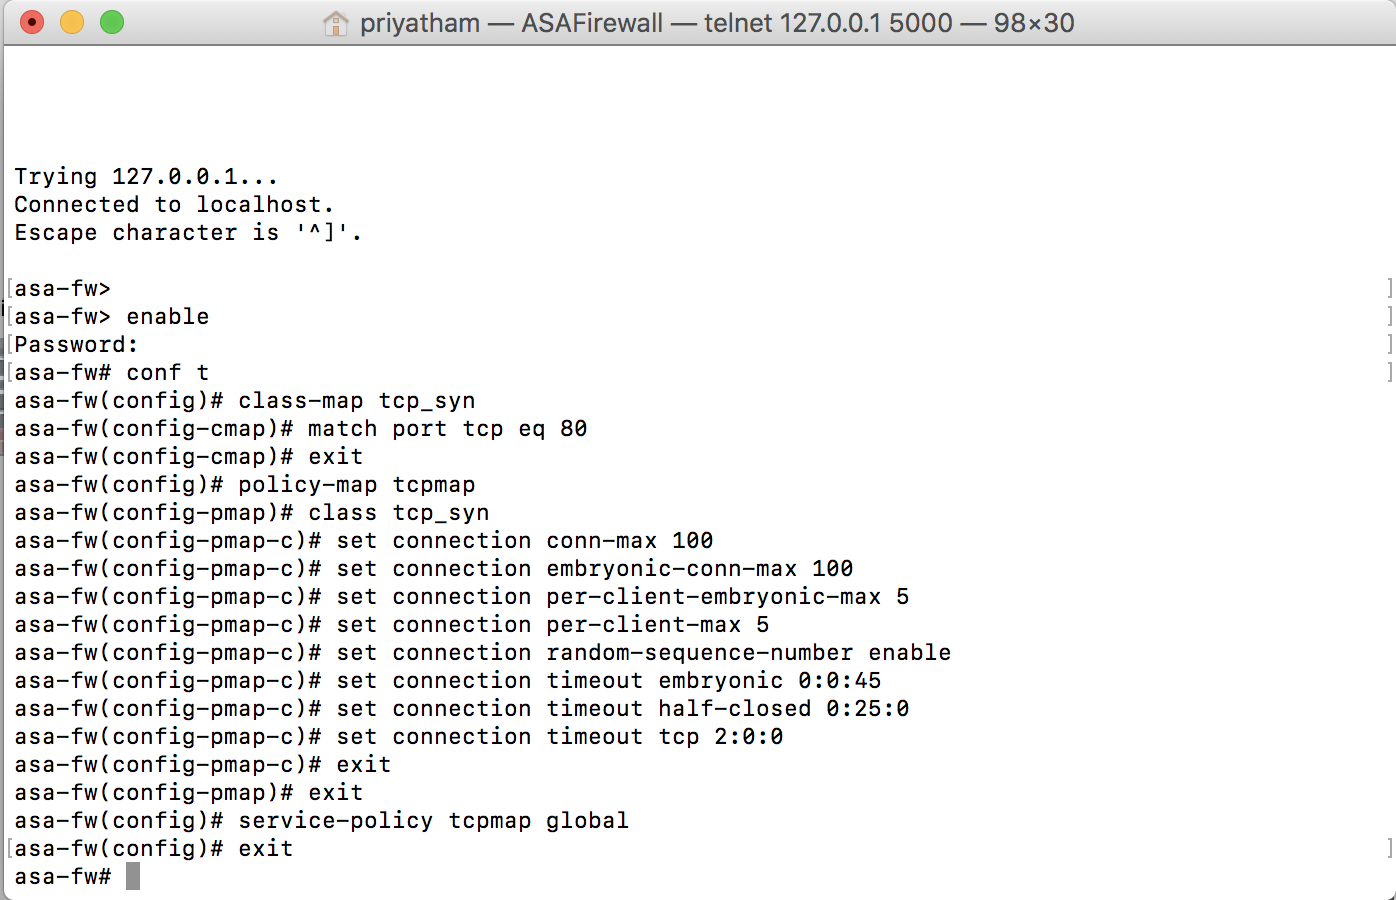 priyatham — ASAFirewall — telnet 127.0.0.1 5000 — 98×30
Trying 127.0.0.1...
Connected to localhost.
Escape character is '^]'.
[asa-fw> ]
[asa-fw> enable ]
[Password: ]
[asa-fw# conf t ]
asa-fw(config)# class-map tcp_syn
asa-fw(config-cmap)# match port tcp eq 80
asa-fw(config-cmap)# exit
asa-fw(config)# policy-map tcpmap
asa-fw(config-pmap)# class tcp_syn
asa-fw(config-pmap-c)# set connection conn-max 100
asa-fw(config-pmap-c)# set connection embryonic-conn-max 100
asa-fw(config-pmap-c)# set connection per-client-embryonic-max 5
asa-fw(config-pmap-c)# set connection per-client-max 5
asa-fw(config-pmap-c)# set connection random-sequence-number enable
asa-fw(config-pmap-c)# set connection timeout embryonic 0:0:45
asa-fw(config-pmap-c)# set connection timeout half-closed 0:25:0
asa-fw(config-pmap-c)# set connection timeout tcp 2:0:0
asa-fw(config-pmap-c)# exit
asa-fw(config-pmap)# exit
asa-fw(config)# service-policy tcpmap global
[asa-fw(config)# exit ]
asa-fw#